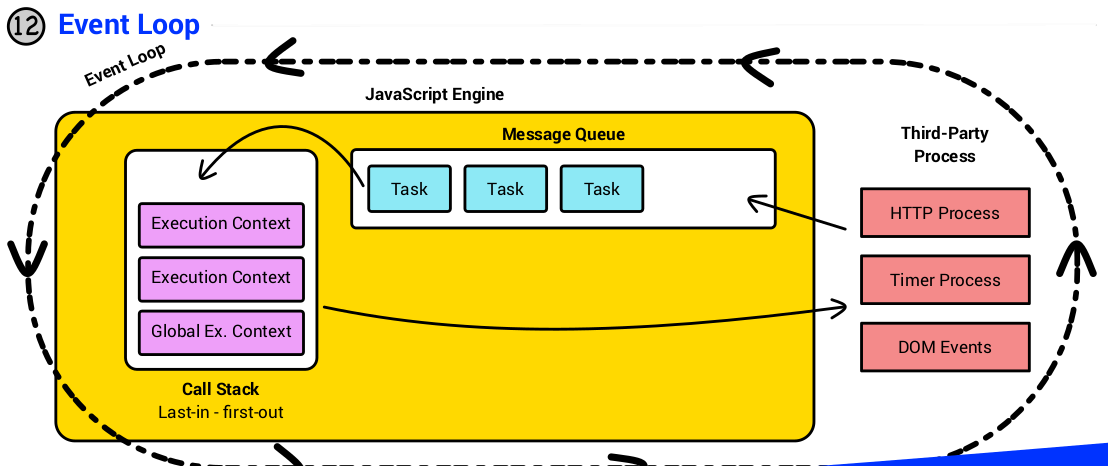 12
Event Loop
Event Loop
JavaScript Engine
Message Queue
Task
Task
Task
Execution Context
Execution Context
Global Ex. Context
Call Stack
Last-in - first-out
Third-Party
Process
HTTP Process
Timer Process
DOM Events